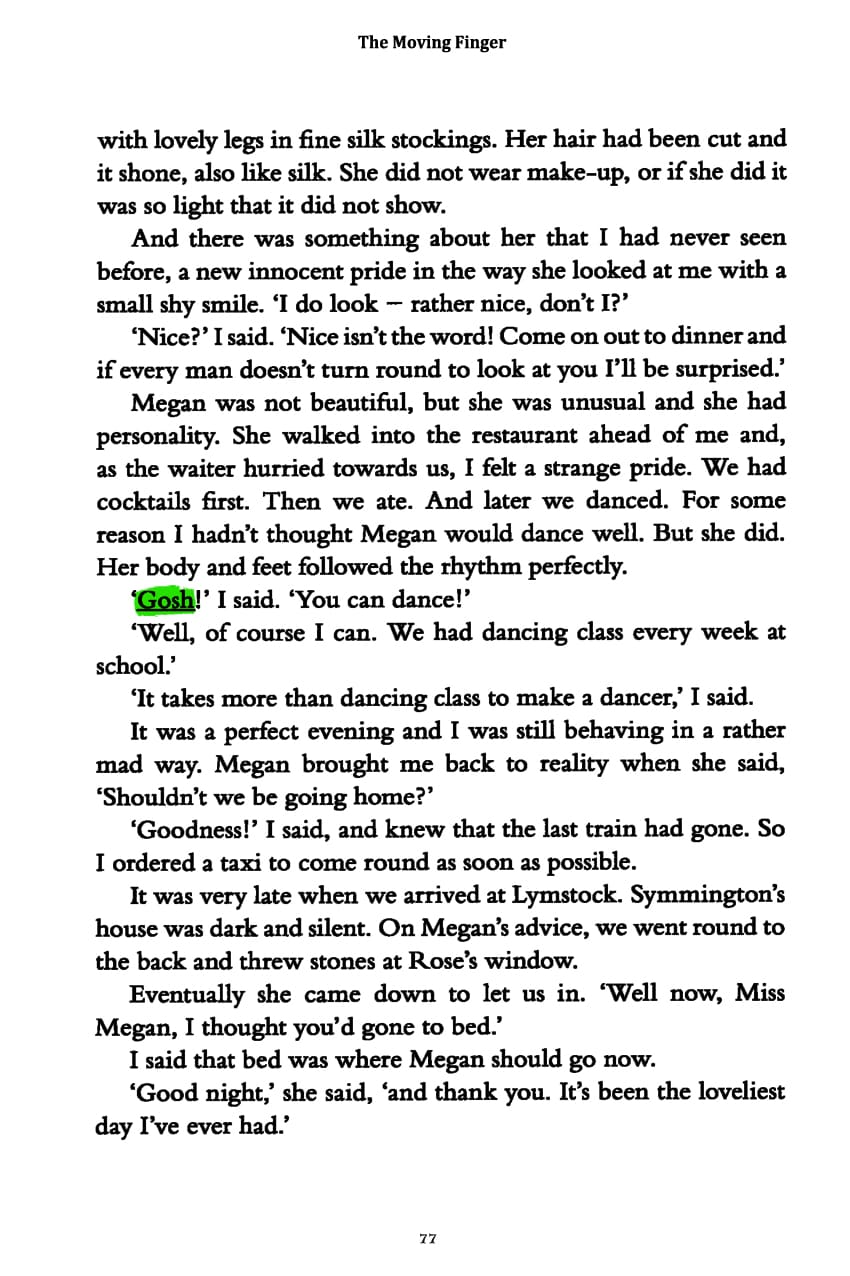 The Moving Finger
with lovely legs in fine silk stockings. Her hair had been cut and
it shone, also like silk. She did not wear make-up, or if she did it
was so light that it did not show.
And there was something about her that I had never seen
before, a new innocent pride in the way she looked at me with a
small shy smile. ‘I do look – rather nice, don’t I?’
‘Nice?’ I said. ‘Nice isn’t the word! Come on out to dinner and
if every man doesn’t turn round to look at you I’ll be surprised.’
Megan was not beautiful, but she was unusual and she had
personality. She walked into the restaurant ahead of me and,
as the waiter hurried towards us, I felt a strange pride. We had
cocktails first. Then we ate. And later we danced. For some
reason I hadn’t thought Megan would dance well. But she did.
Her body and feet followed the rhythm perfectly.
‘Gosh!’ I said. ‘You can dance!’
‘Well, of course I can. We had dancing class every week at
school.’
‘It takes more than dancing class to make a dancer,’ I said.
It was a perfect evening and I was still behaving in a rather
mad way. Megan brought me back to reality when she said,
‘Shouldn’t we be going home?’
‘Goodness!’ I said, and knew that the last train had gone. So
I ordered a taxi to come round as soon as possible.
It was very late when we arrived at Lymstock. Symmington’s
house was dark and silent. On Megan’s advice, we went round to
the back and threw stones at Rose’s window.
Eventually she came down to let us in. ‘Well now, Miss
Megan, I thought you’d gone to bed.’
I said that bed was where Megan should go now.
‘Good night,’ she said, ‘and thank you. It’s been the loveliest
day I’ve ever had.’
77